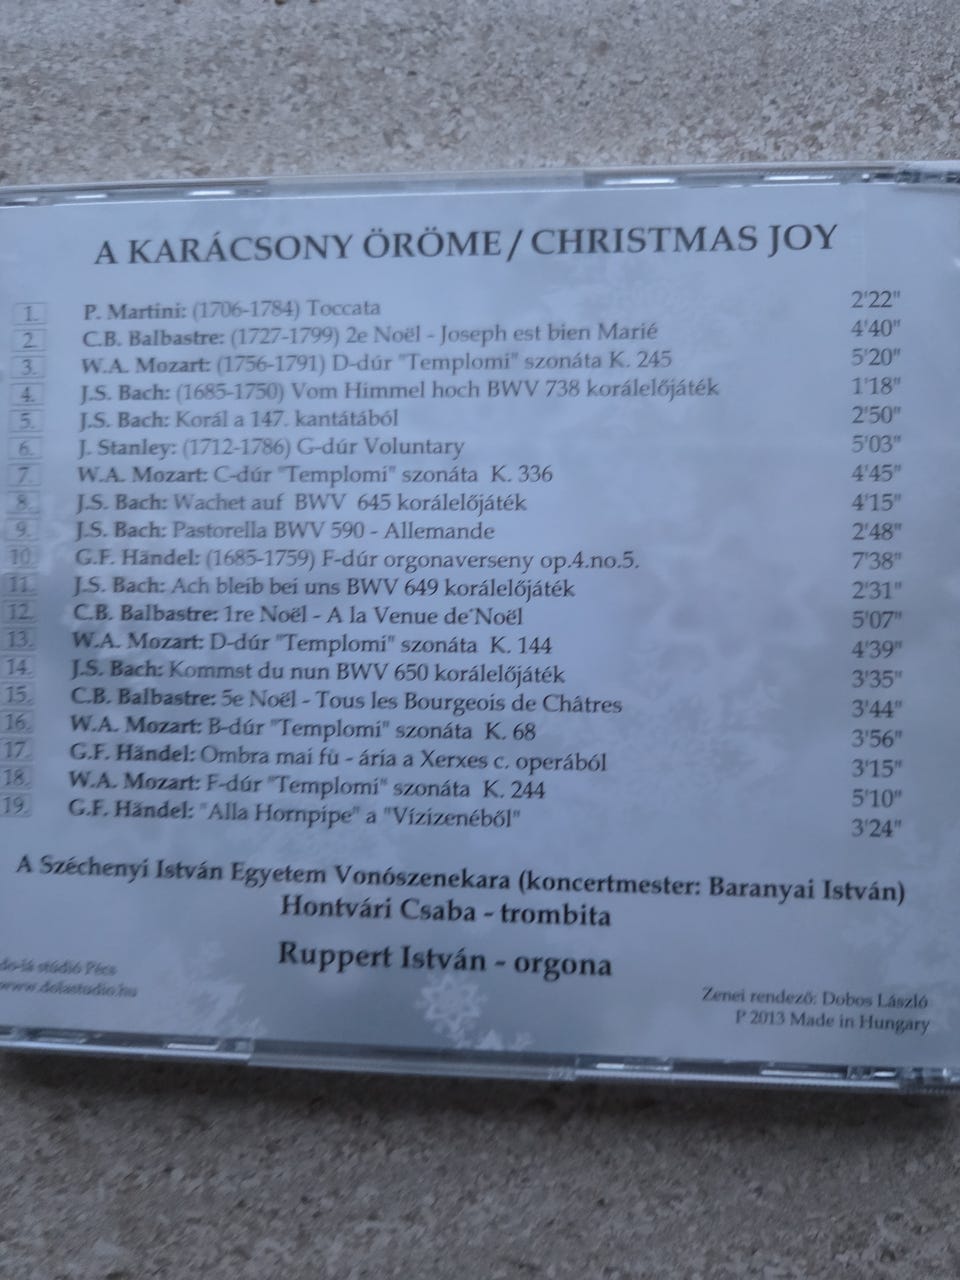 A KARÁCSONY ÖRÖME / CHRISTMAS JOY
1. P. Martini: (1706-1784) Toccata 2'22"
2. C.B. Balbastre: (1727-1799) 2e Noël - Joseph est bien Marié 4'40"
3. W.A. Mozart: (1756-1791) D-dúr "Templomi" szonáta K. 245 5'20"
4. J.S. Bach: (1685-1750) Vom Himmel hoch BWV 738 korálelőjáték 1'18"
5. J.S. Bach: Korál a 147. kantátából 2'50"
6. J. Stanley: (1712-1786) G-dúr Voluntary 5'03"
7. W.A. Mozart: C-dúr "Templomi" szonáta K. 336 4'45"
8. J.S. Bach: Wachet auf BWV 645 korálelőjáték 4'15"
9. J.S. Bach: Pastorella BWV 590 - Allemande 2'48"
10. G.F. Händel: (1685-1759) F-dúr orgonaverseny op.4.no.5. 7'38"
11. J.S. Bach: Ach bleib bei uns BWV 649 korálelőjáték 2'31"
12. C.B. Balbastre: 1re Noël - A la Venue de´Noël 5'07"
13. W.A. Mozart: D-dúr "Templomi" szonáta K. 144 4'39"
14. J.S. Bach: Kommst du nun BWV 650 korálelőjáték 3'35"
15. C.B. Balbastre: 5e Noël - Tous les Bourgeois de Châtres 3'44"
16. W.A. Mozart: B-dúr "Templomi" szonáta K. 68 3'56"
17. G.F. Händel: Ombra mai fù - ária a Xerxes c. operából 3'15"
18. W.A. Mozart: F-dúr "Templomi" szonáta K. 244 5'10"
19. G.F. Händel: "Alla Hornpipe" a "Vízizenéből" 3'24"
A Széchenyi István Egyetem Vonószenekara (koncertmester: Baranyai István)
Hontvári Csaba - trombita
Ruppert István - orgona
do-lá stúdió Pécs
www.dolastudio.hu
Zenei rendező: Dobos László
P 2013 Made in Hungary